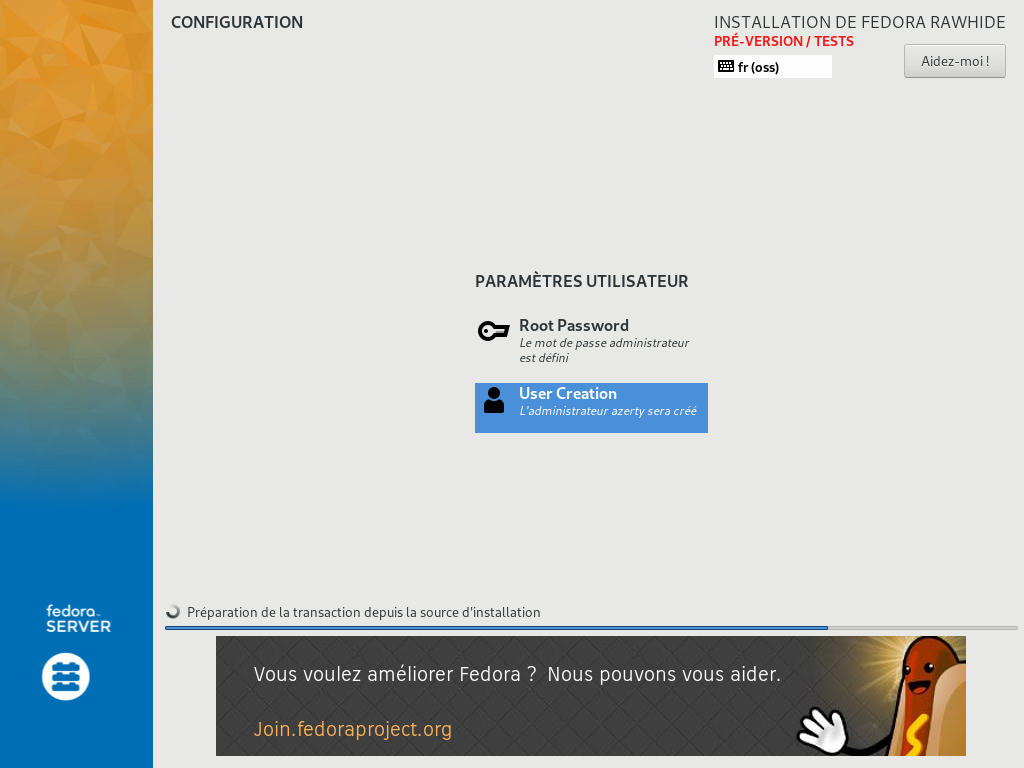 CONFIGURATION
INSTALLATION DE FEDORA RAWHIDE
PRÉ-VERSION / TESTS
fr (oss)
Aidez-moi !
PARAMÈTRES UTILISATEUR
Root Password
Le mot de passe administrateur
est défini
User Creation
L'administrateur azerty sera créé
fedora™
SERVER
Préparation de la transaction depuis la source d'installation
Vous voulez améliorer Fedora ? Nous pouvons vous aider.
Join.fedoraproject.org